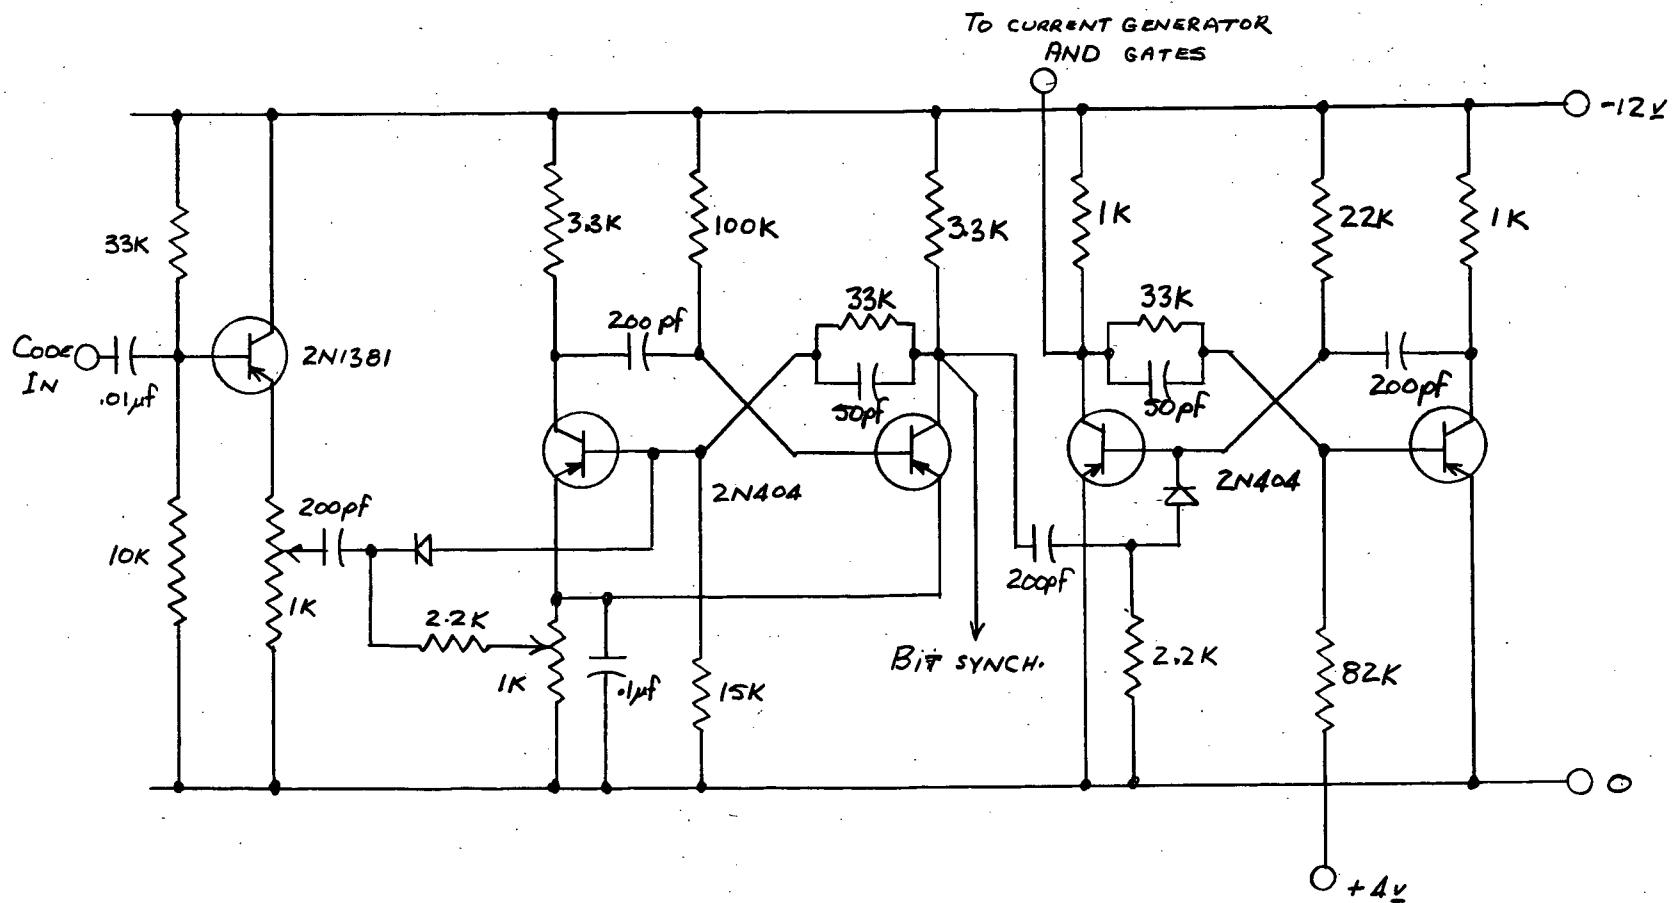 TO CURRENT GENERATOR
AND GATES
-12V
33K
3.3K
100K
3.3K
1K
22K
1K
CODE
IN
.01µf
2N1381
200pf
33K
50pf
33K
50pf
200pf
2N404
2N404
10K
200pf
1K
2.2K
1K
.1µf
15K
200pf
BIT SYNCH.
2.2K
82K
0
+4V